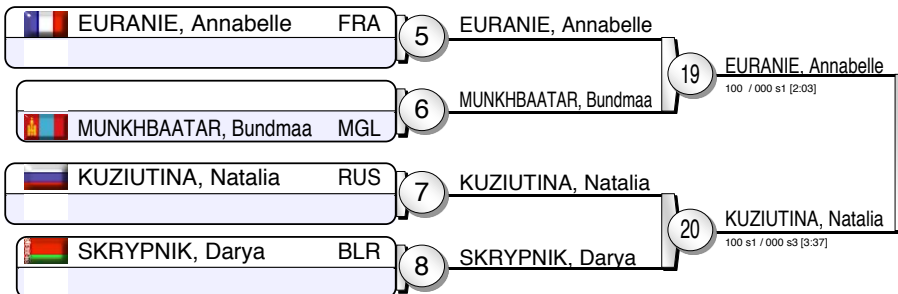 EURANIE, Annabelle FRA
5
EURANIE, Annabelle
19
EURANIE, Annabelle
100 / 000 s1 [2:03]
6
MUNKHBAATAR, Bundmaa
MUNKHBAATAR, Bundmaa MGL
KUZIUTINA, Natalia RUS
7
KUZIUTINA, Natalia
20
KUZIUTINA, Natalia
100 s1 / 000 s3 [3:37]
SKRYPNIK, Darya BLR
8
SKRYPNIK, Darya